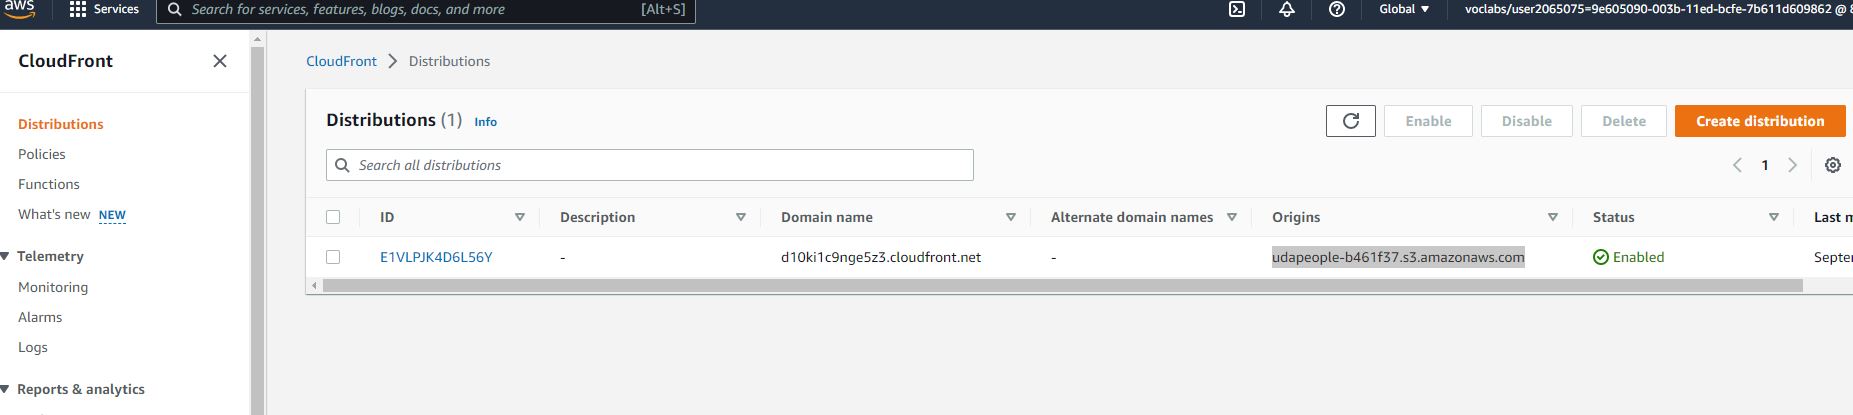 aws
Services
Search for services, features, blogs, docs, and more
[Alt+S]
Global
voclabs/user2065075=9e605090-003b-11ed-bcfe-7b611d609862 @ 8
CloudFront
CloudFront
Distributions
Distributions
Policies
Functions
What's new NEW
Telemetry
Monitoring
Alarms
Logs
Reports & analytics
Distributions (1) Info
Enable
Disable
Delete
Create distribution
Search all distributions
1
ID
Description
Domain name
Alternate domain names
Origins
Status
Last m
E1VLPJK4D6L56Y
-
d10ki1c9nge5z3.cloudfront.net
-
udapeople-b461f37.s3.amazonaws.com
Enabled
Septer